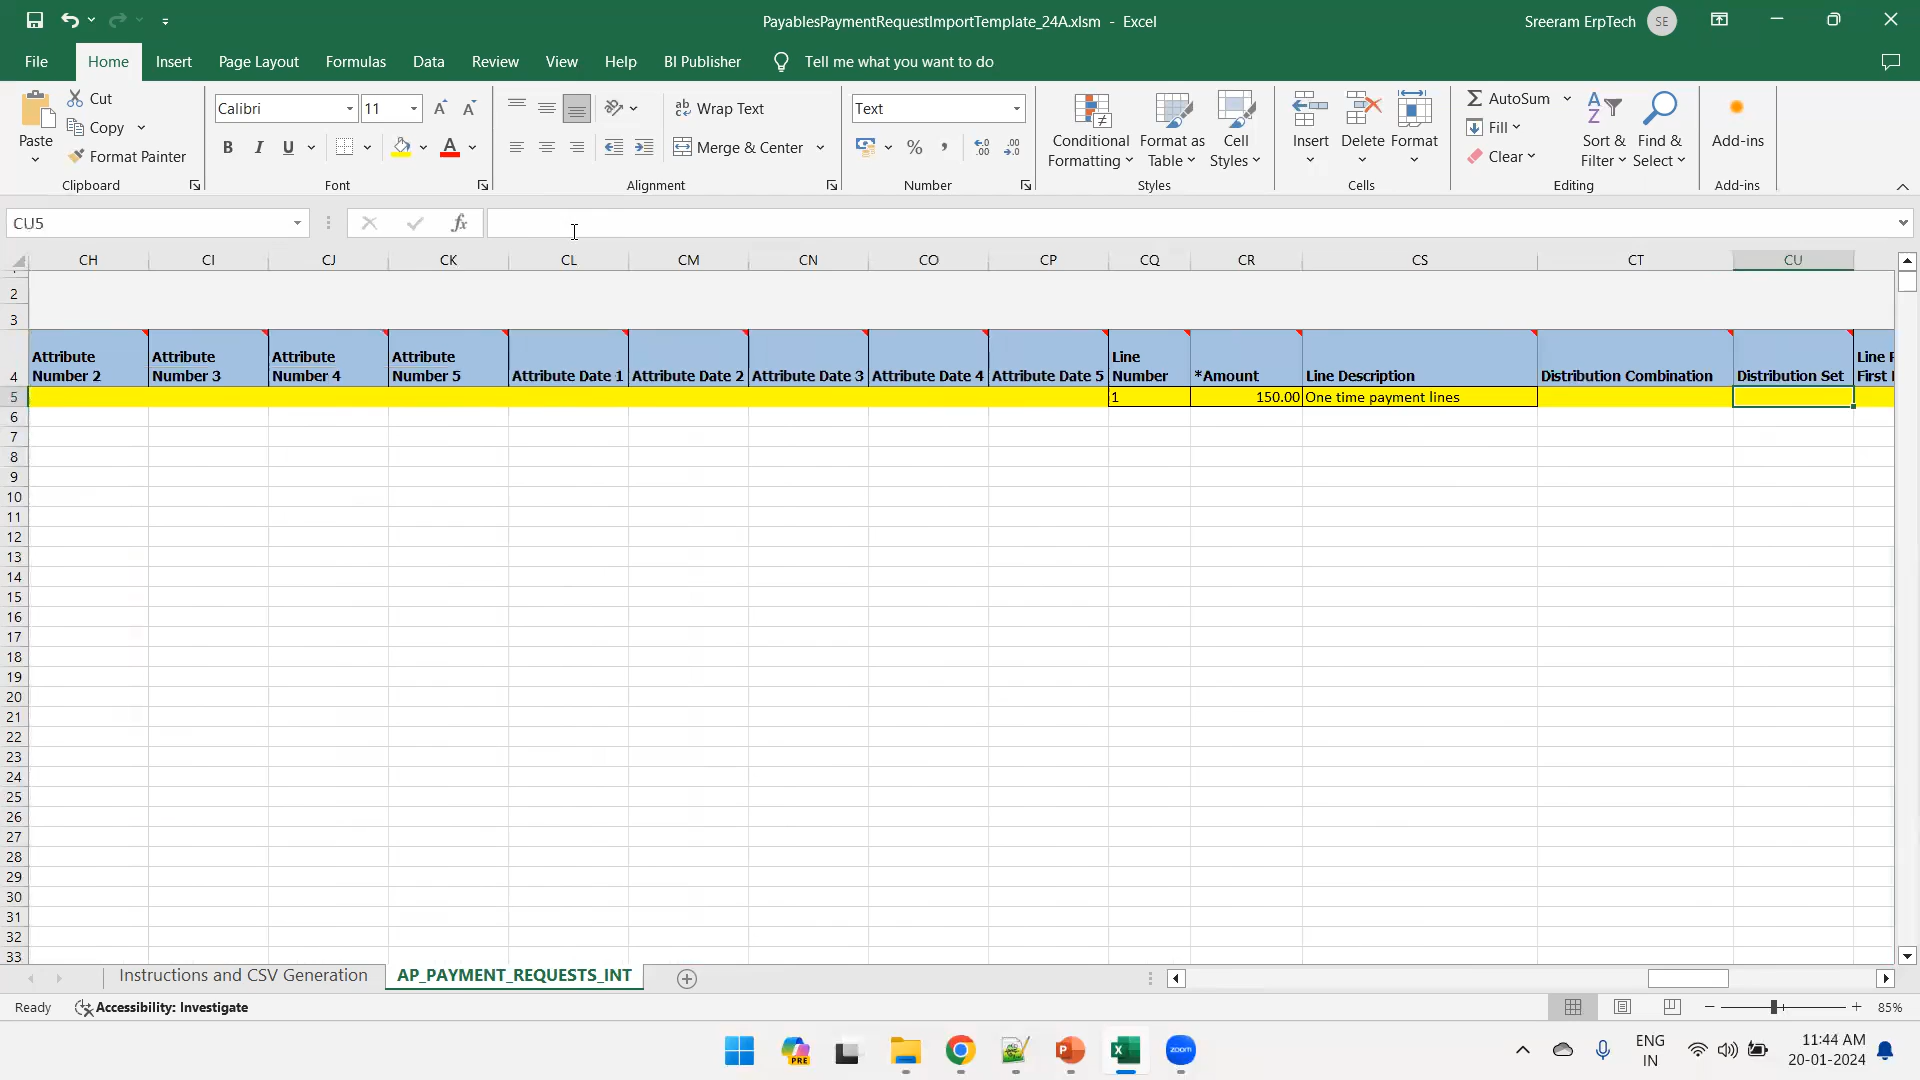 PayablesPaymentRequestImportTemplate_24A.xlsm - Excel
Sreeram ErpTech
SE
File Home Insert Page Layout Formulas Data Review View Help BI Publisher Tell me what you want to do
Paste
Cut
Copy
Format Painter
Clipboard
Calibri 11
B I U
Font
Wrap Text
Merge & Center
Alignment
Text
%
Number
Conditional Formatting
Format as Table
Cell Styles
Styles
Insert Delete Format
Cells
AutoSum
Fill
Clear
Sort & Filter
Find & Select
Editing
Add-ins
Add-ins
CU5
fx
CH CI CJ CK CL CM CN CO CP CQ CR CS CT CU
2
3
4 Attribute Number 2 Attribute Number 3 Attribute Number 4 Attribute Number 5 Attribute Date 1 Attribute Date 2 Attribute Date 3 Attribute Date 4 Attribute Date 5 Line Number *Amount Line Description Distribution Combination Distribution Set
5 1 150.00 One time payment lines
6
7
8
9
10
11
12
13
14
15
16
17
18
19
20
21
22
23
24
25
26
27
28
29
30
31
32
33
Instructions and CSV Generation AP_PAYMENT_REQUESTS_INT
Ready Accessibility: Investigate
85%
PRE
zoom
ENG
IN
11:44 AM
20-01-2024